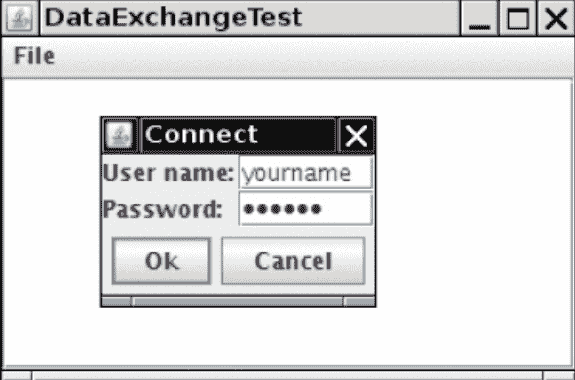 DataExchangeTest
File
Connect
User name: yourname
Password: ••••••
Ok Cancel